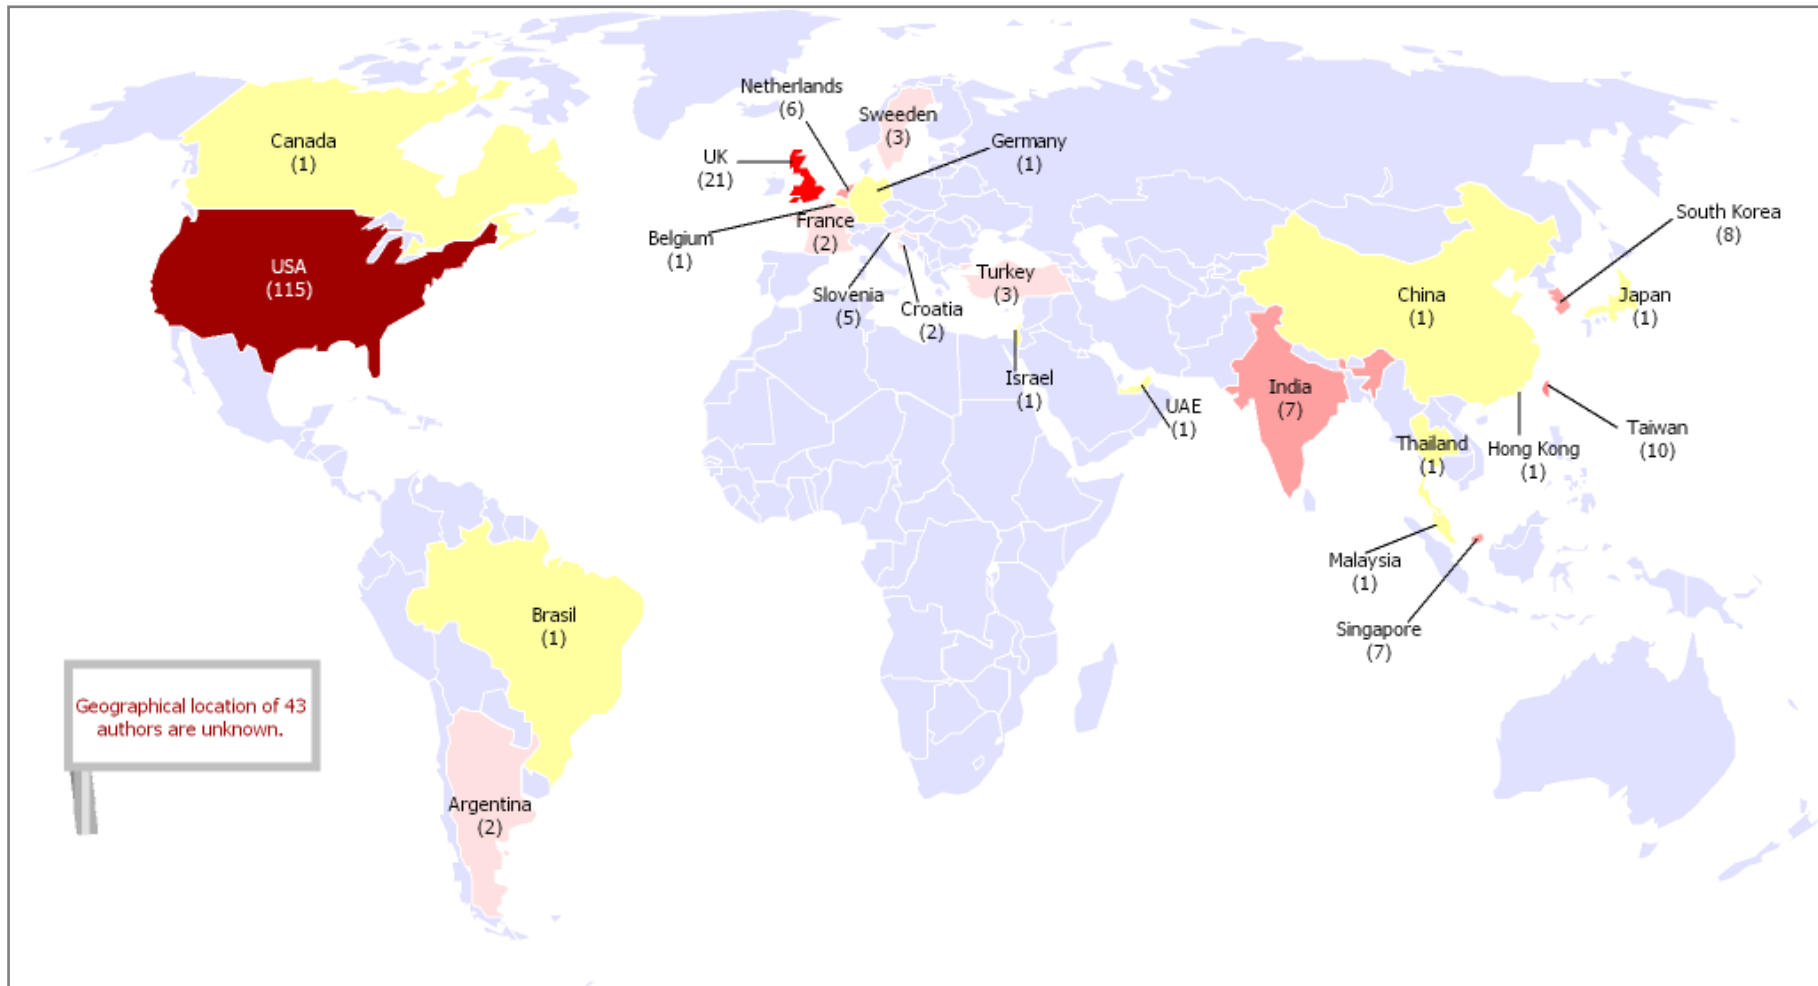 Netherlands
(6)
Sweeden
(3)
Canada
(1)
UK
(21)
Germany
(1)
Belgium
(1)
France
(2)
South Korea
(8)
USA
(115)
Slovenia
(5)
Croatia
(2)
Turkey
(3)
China
(1)
Japan
(1)
Israel
(1)
UAE
(1)
India
(7)
Thailand
(1)
Hong Kong
(1)
Taiwan
(10)
Malaysia
(1)
Singapore
(7)
Brasil
(1)
Geographical location of 43
authors are unknown.
Argentina
(2)